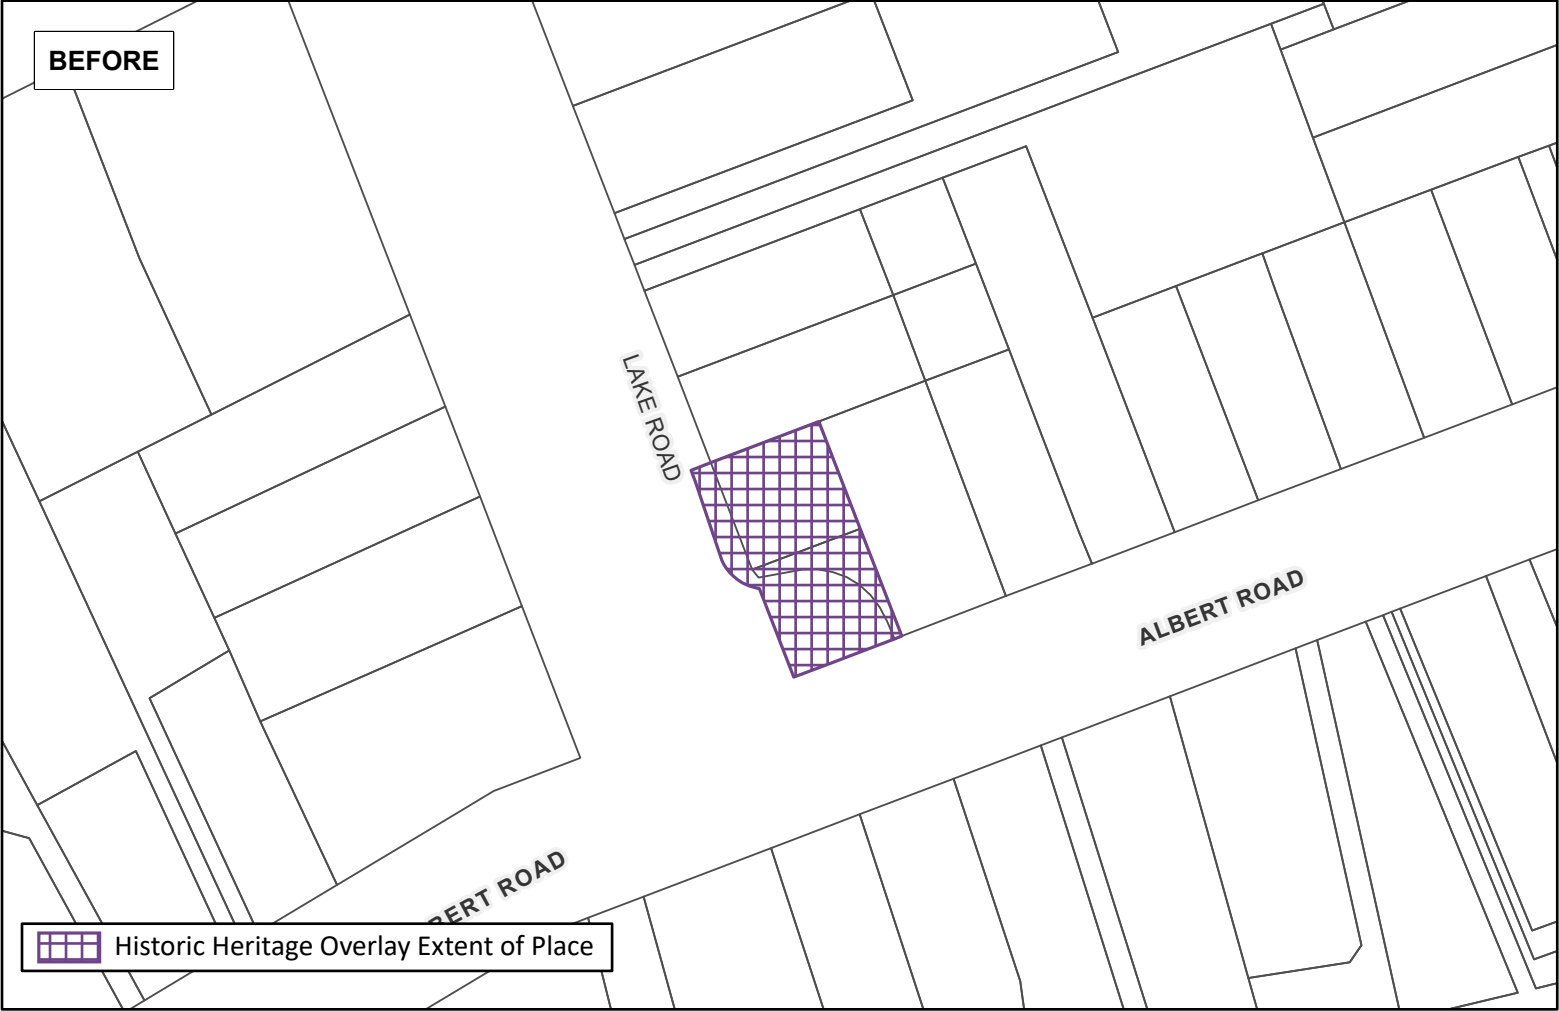 BEFORE
LAKE ROAD
ALBERT ROAD
BERT ROAD
Historic Heritage Overlay Extent of Place